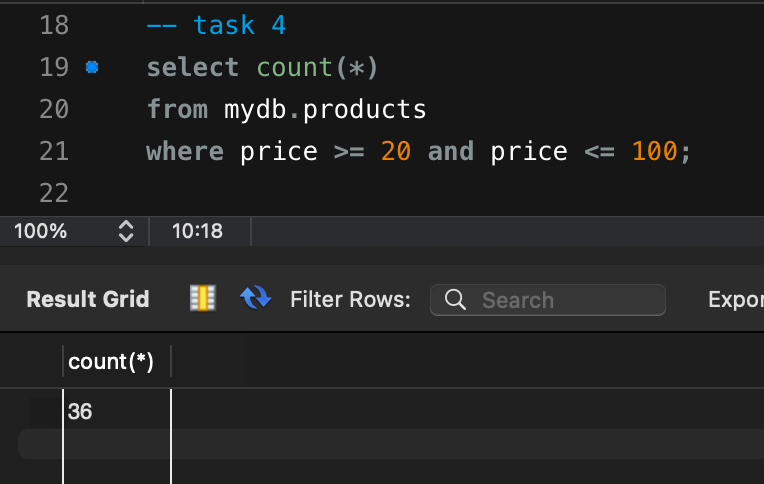 18 -- task 4
19 select count(*)
20 from mydb.products
21 where price >= 20 and price <= 100;
22
100% 10:18
Result Grid Filter Rows: Search Expor
count(*)
36